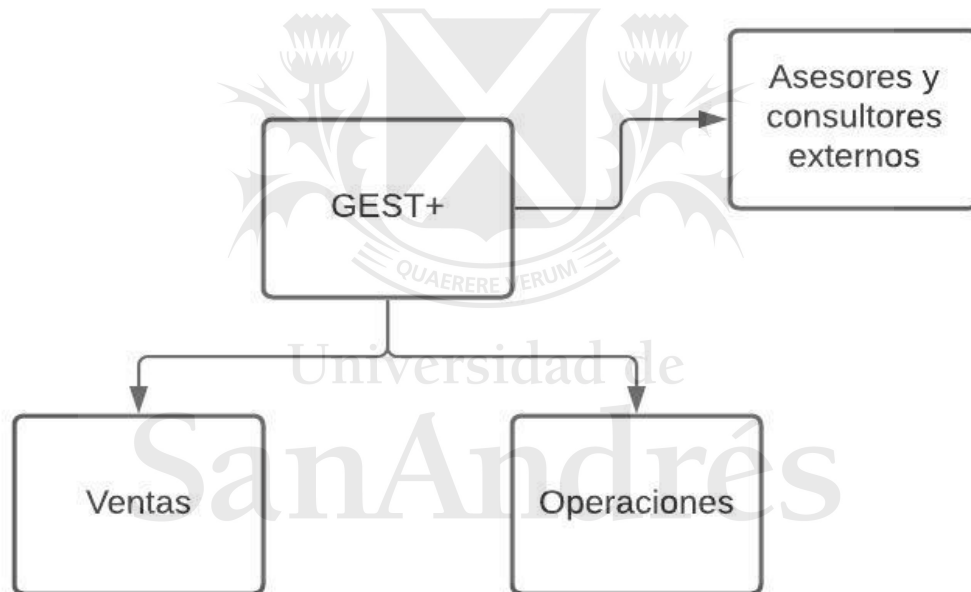 Asesores y
consultores
externos
GEST+
QUAERERE VERUM
Universidad de
SanAndrés
Ventas
Operaciones